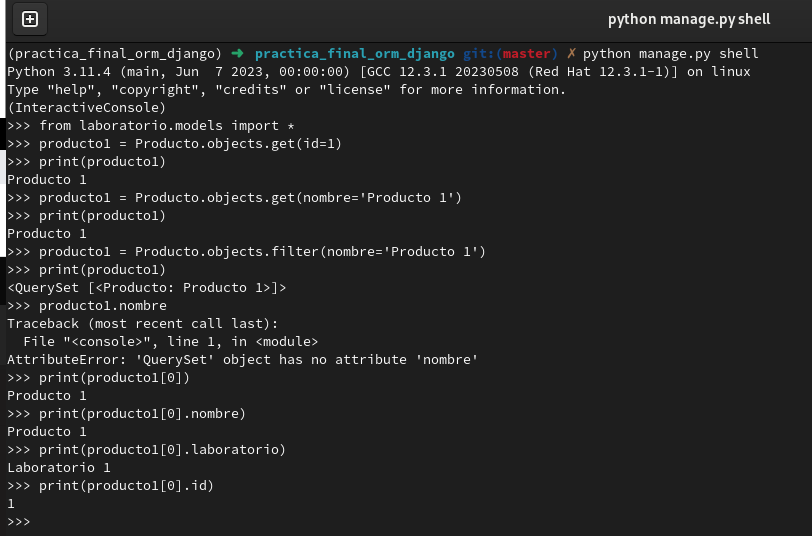 python manage.py shell
(practica_final_orm_django) ➜ practica_final_orm_django git:(master) ✗ python manage.py shell
Python 3.11.4 (main, Jun  7 2023, 00:00:00) [GCC 12.3.1 20230508 (Red Hat 12.3.1-1)] on linux
Type "help", "copyright", "credits" or "license" for more information.
(InteractiveConsole)
>>> from laboratorio.models import *
>>> producto1 = Producto.objects.get(id=1)
>>> print(producto1)
Producto 1
>>> producto1 = Producto.objects.get(nombre='Producto 1')
>>> print(producto1)
Producto 1
>>> producto1 = Producto.objects.filter(nombre='Producto 1')
>>> print(producto1)
<QuerySet [<Producto: Producto 1>]>
>>> producto1.nombre
Traceback (most recent call last):
  File "<console>", line 1, in <module>
AttributeError: 'QuerySet' object has no attribute 'nombre'
>>> print(producto1[0])
Producto 1
>>> print(producto1[0].nombre)
Producto 1
>>> print(producto1[0].laboratorio)
Laboratorio 1
>>> print(producto1[0].id)
1
>>>